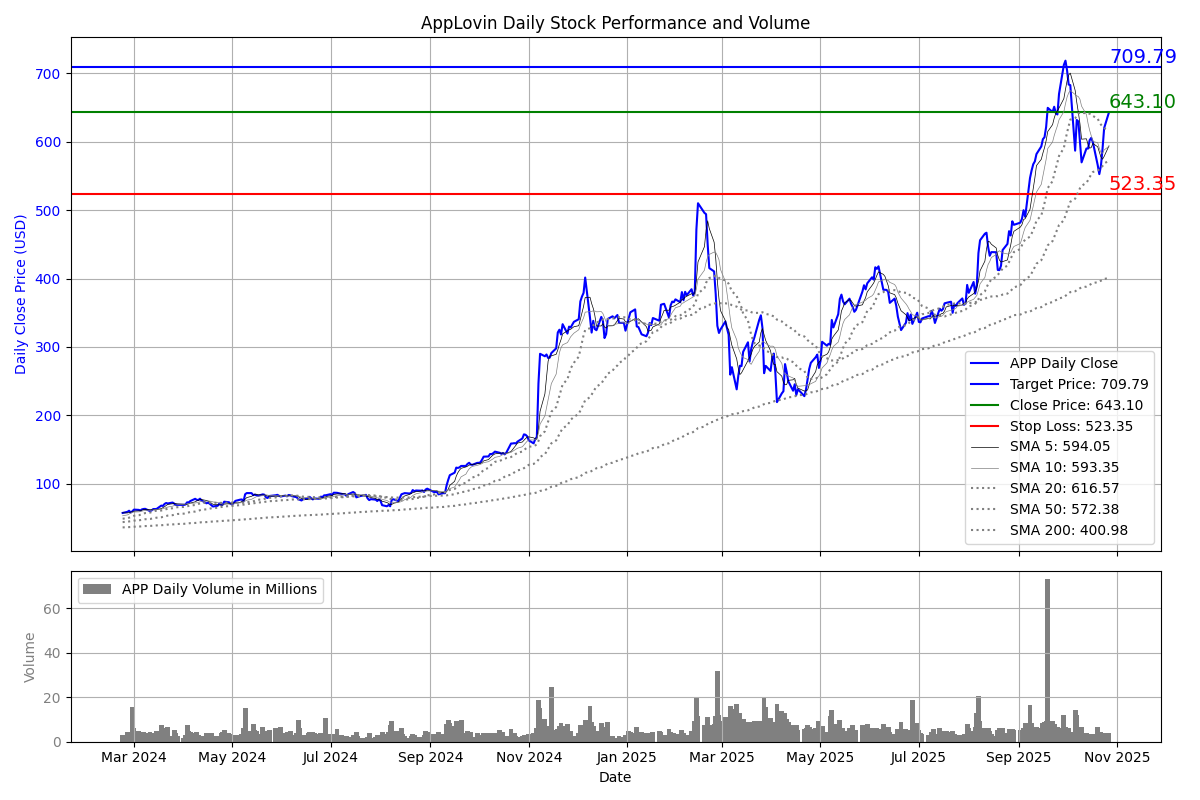 AppLovin Daily Stock Performance and Volume
Daily Close Price (USD)
700
600
500
400
300
200
100
709.79
643.10
523.35
APP Daily Close
Target Price: 709.79
Close Price: 643.10
Stop Loss: 523.35
SMA 5: 594.05
SMA 10: 593.35
SMA 20: 616.57
SMA 50: 572.38
SMA 200: 400.98
APP Daily Volume in Millions
Volume
60
40
20
0
Mar 2024 May 2024 Jul 2024 Sep 2024 Nov 2024 Jan 2025 Mar 2025 May 2025 Jul 2025 Sep 2025 Nov 2025
Date